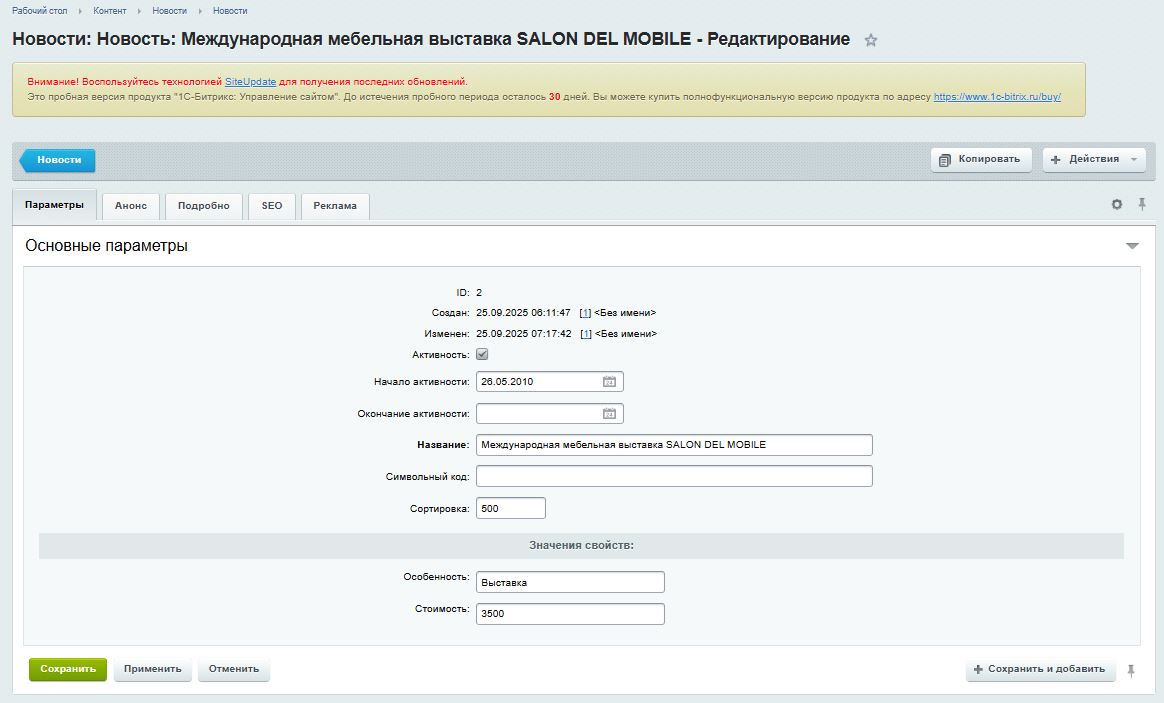 Рабочий стол Контент Новости Новости
Новости: Новость: Международная мебельная выставка SALON DEL MOBILE - Редактирование
Внимание! Воспользуйтесь технологией SiteUpdate для получения последних обновлений.
Это пробная версия продукта "1С-Битрикс: Управление сайтом". До истечения пробного периода осталось 30 дней. Вы можете купить полнофункциональную версию продукта по адресу https://www.1c-bitrix.ru/buy/
Новости Копировать Действия
Параметры Анонс Подробно SEO Реклама
Основные параметры
ID: 2
Создан: 25.09.2025 06:11:47 [1] <Без имени>
Изменен: 25.09.2025 07:17:42 [1] <Без имени>
Активность:
Начало активности: 26.05.2010
Окончание активности:
Название: Международная мебельная выставка SALON DEL MOBILE
Символьный код:
Сортировка: 500
Значения свойств:
Особенность: Выставка
Стоимость: 3500
Сохранить Применить Отменить Сохранить и добавить